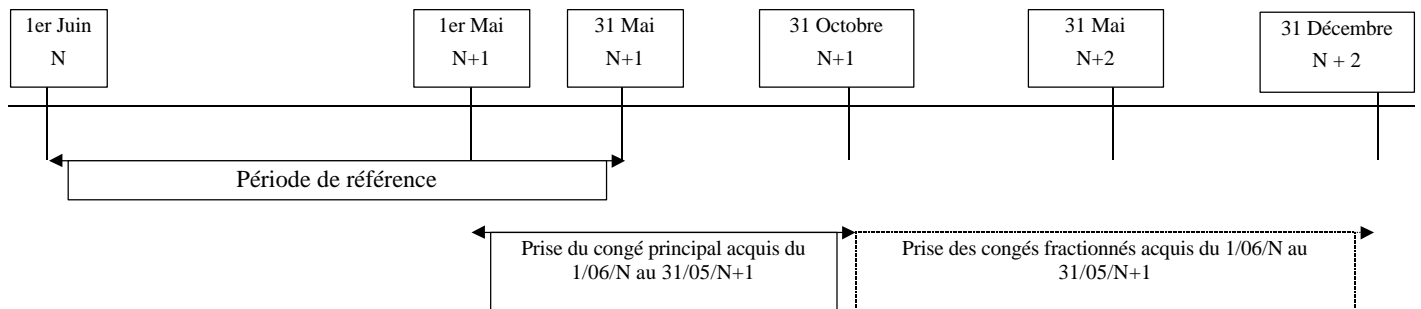 1er Juin
N
1er Mai
N+1
31 Mai
N+1
31 Octobre
N+1
31 Mai
N+2
31 Décembre
N + 2
Période de référence
Prise du congé principal acquis du
1/06/N au 31/05/N+1
Prise des congés fractionnés acquis du 1/06/N au
31/05/N+1